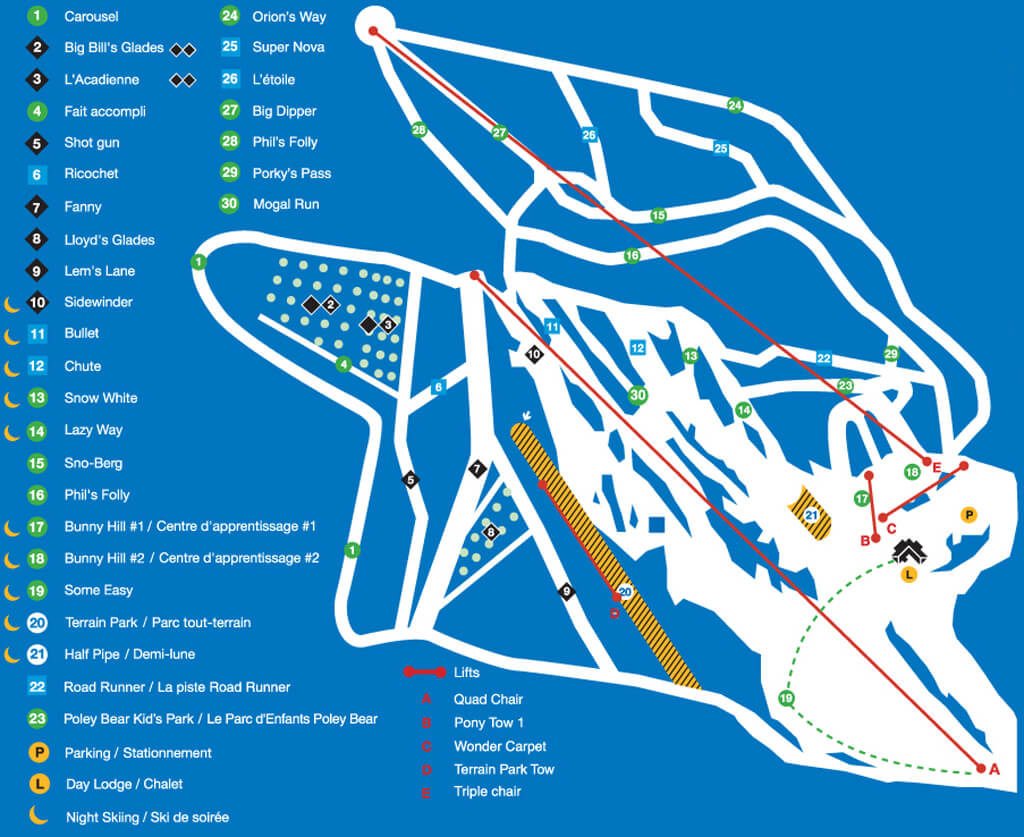 1 Carousel
2 Big Bill's Glades
3 L'Acadienne
4 Fait accompli
5 Shot gun
6 Ricochet
7 Fanny
8 Lloyd's Glades
9 Lem's Lane
10 Sidewinder
11 Bullet
12 Chute
13 Snow White
14 Lazy Way
15 Sno-Berg
16 Phil's Folly
17 Bunny Hill #1 / Centre d'apprentissage #1
18 Bunny Hill #2 / Centre d'apprentissage #2
19 Some Easy
20 Terrain Park / Parc tout-terrain
21 Half Pipe / Demi-lune
22 Road Runner / La piste Road Runner
23 Poley Bear Kid's Park / Le Parc d'Enfants Poley Bear
P Parking / Stationnement
L Day Lodge / Chalet
Night Skiing / Ski de soirée
24 Orion's Way
25 Super Nova
26 L'étoile
27 Big Dipper
28 Phil's Folly
29 Porky's Pass
30 Mogal Run
24
28
27
26
25
15
16
1
2
3
11
12
13
22
29
10
4
6
30
23
14
7
5
E
18
17
C
P
21
B
8
L
1
9
20
D
19
A
Lifts
A Quad Chair
B Pony Tow 1
C Wonder Carpet
D Terrain Park Tow
E Triple chair